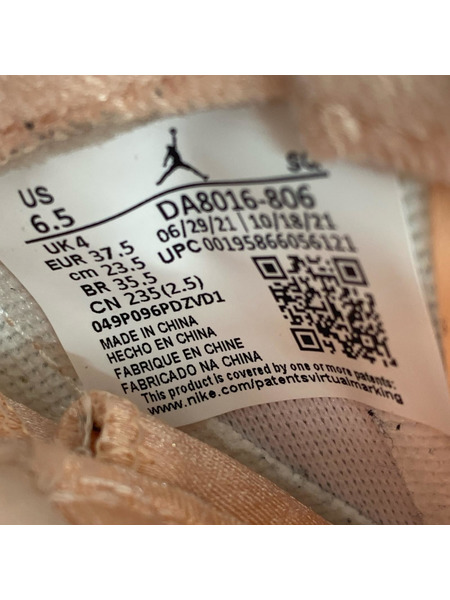 US
6.5
UK 4
EUR 37.5
cm 23.5
BR 35.5
CN 235(2.5)
049P096PDZVD1
DA8016-806
06/29/21 | 10/18/21
UPC 00195866056121
MADE IN CHINA
HECHO EN CHINA
FABRIQUE EN CHINE
FABRICADO NA CHINA
This product is covered by one or more patents:
www.nike.com/patentsvirtualmarking